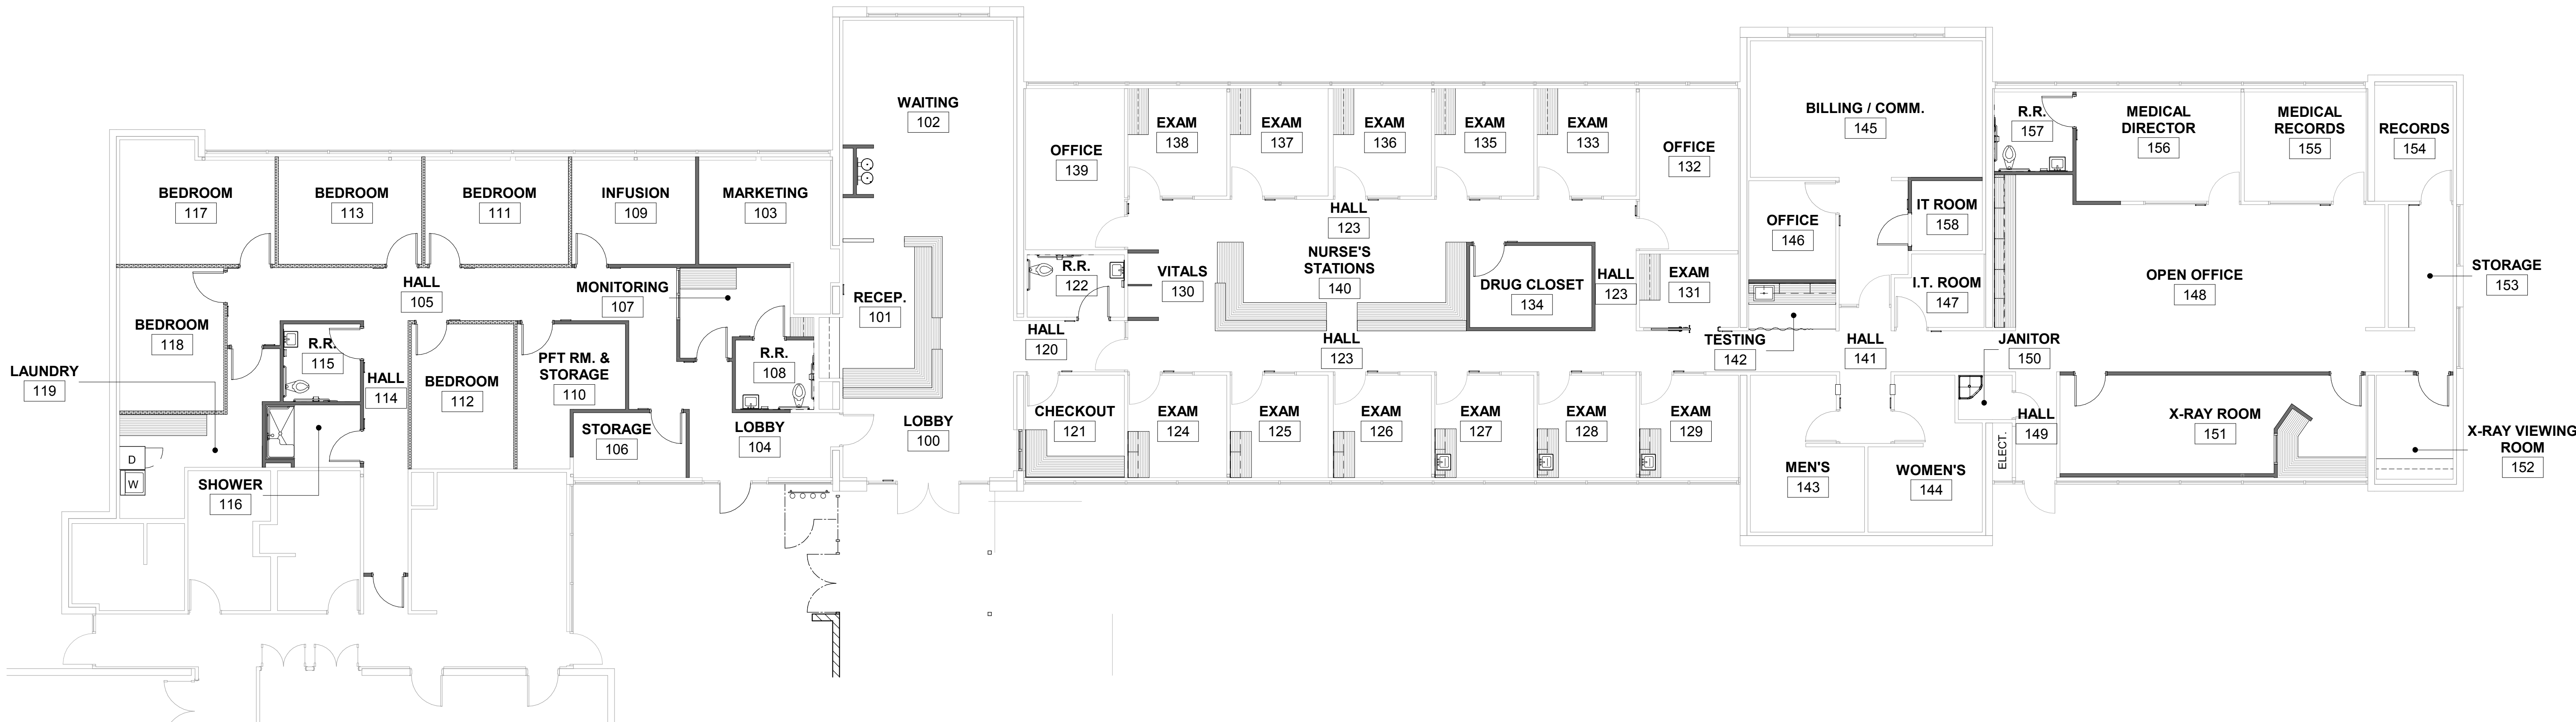 WAITING
102
BILLING / COMM.
145
R.R.
157
MEDICAL
DIRECTOR
156
MEDICAL
RECORDS
155
RECORDS
154
EXAM
138
EXAM
137
EXAM
136
EXAM
135
EXAM
133
OFFICE
139
OFFICE
132
BEDROOM
117
BEDROOM
113
BEDROOM
111
INFUSION
109
MARKETING
103
HALL
123
OFFICE
146
IT ROOM
158
NURSE'S
STATIONS
140
R.R.
122
VITALS
130
DRUG CLOSET
134
HALL
123
EXAM
131
I.T. ROOM
147
OPEN OFFICE
148
STORAGE
153
HALL
105
MONITORING
107
RECEP.
101
BEDROOM
118
R.R.
115
PFT RM. &
STORAGE
110
R.R.
108
HALL
120
HALL
123
TESTING
142
HALL
141
JANITOR
150
LAUNDRY
119
HALL
114
BEDROOM
112
STORAGE
106
LOBBY
104
LOBBY
100
CHECKOUT
121
EXAM
124
EXAM
125
EXAM
126
EXAM
127
EXAM
128
EXAM
129
MEN'S
143
WOMEN'S
144
ELECT.
HALL
149
X-RAY ROOM
151
X-RAY VIEWING
ROOM
152
D
W
SHOWER
116